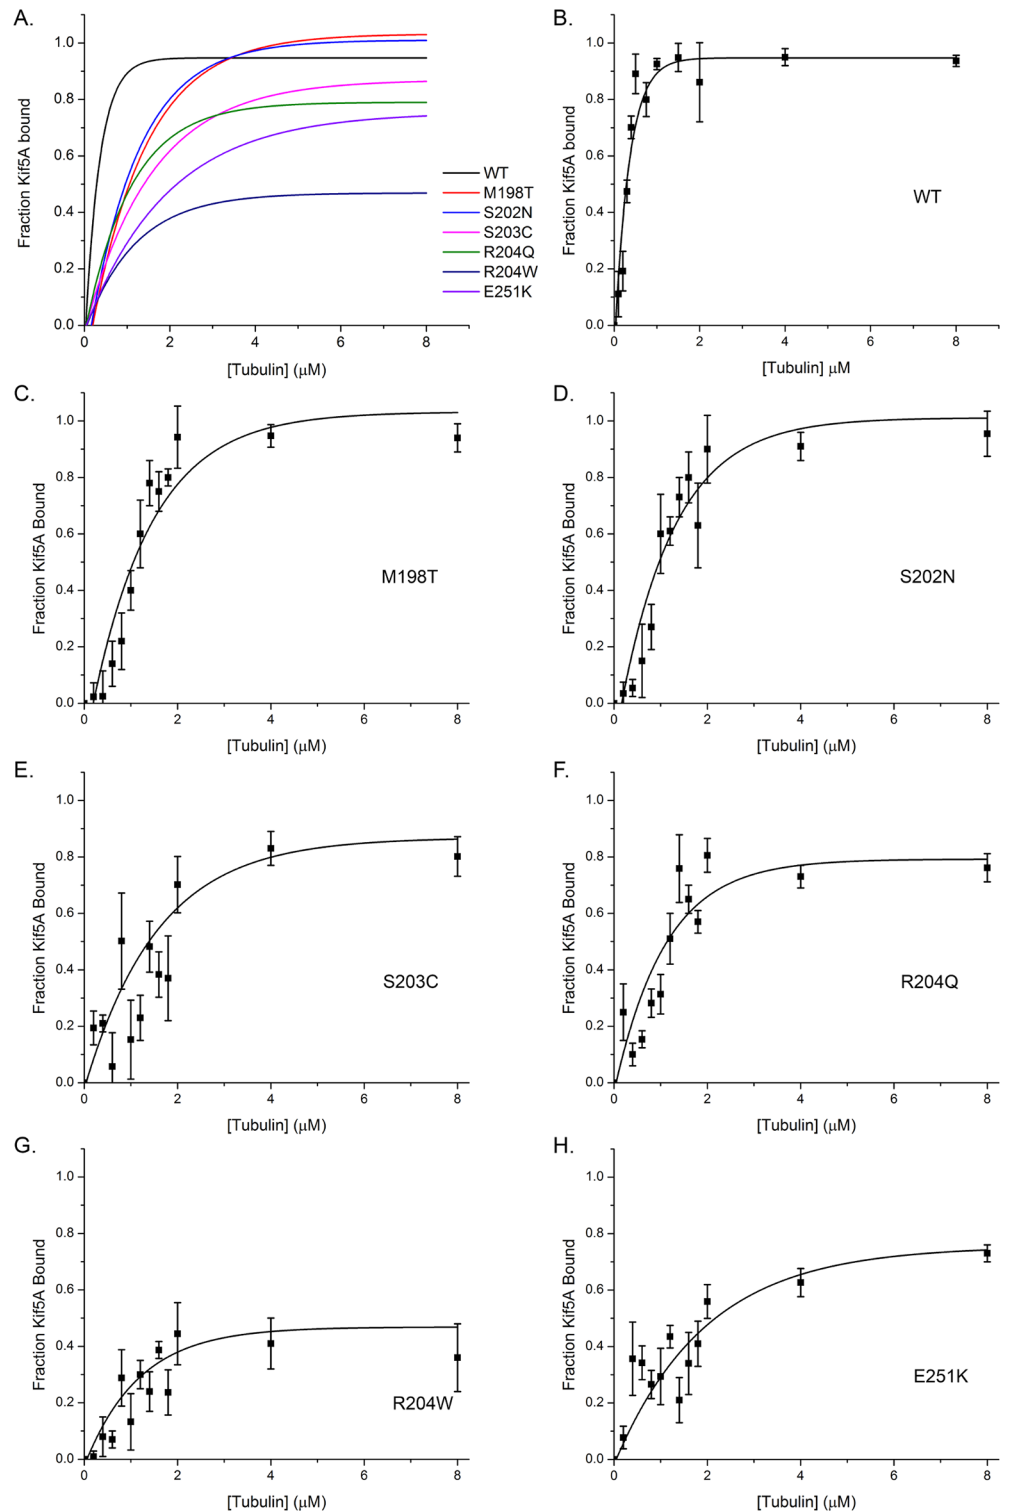 A.
1.0
0.8
0.6
0.4
0.2
0.0
0
2
4
6
8
Fraction Kif5A bound
[Tubulin] (μM)
WT
M198T
S202N
S203C
R204Q
R204W
E251K
B.
1.0
0.8
0.6
0.4
0.2
0.0
0
2
4
6
8
Fraction Kif5A bound
[Tubulin] μM
WT
C.
1.0
0.8
0.6
0.4
0.2
0.0
0
2
4
6
8
Fraction Kif5A Bound
[Tubulin] (μM)
M198T
D.
1.0
0.8
0.6
0.4
0.2
0.0
0
2
4
6
8
Fraction Kif5A Bound
[Tubulin] (μM)
S202N
E.
1.0
0.8
0.6
0.4
0.2
0.0
0
2
4
6
8
Fraction Kif5A Bound
[Tubulin] (μM)
S203C
F.
1.0
0.8
0.6
0.4
0.2
0.0
0
2
4
6
8
Fraction Kif5A Bound
[Tubulin] (μM)
R204Q
G.
1.0
0.8
0.6
0.4
0.2
0.0
0
2
4
6
8
Fraction Kif5A Bound
[Tubulin] (μM)
R204W
H.
1.0
0.8
0.6
0.4
0.2
0.0
0
2
4
6
8
Fraction Kif5A Bound
[Tubulin] (μM)
E251K